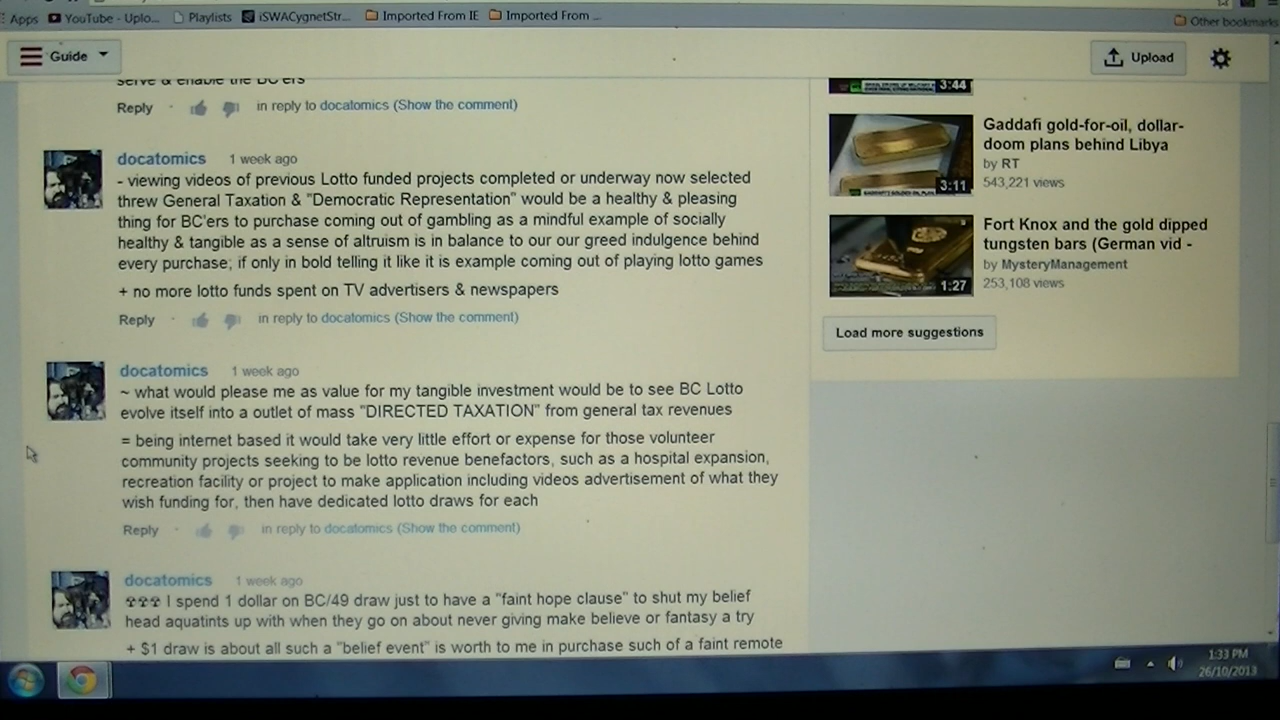 Apps YouTube - Uplo... Playlists iSWACygnetStr... Imported From IE Imported From ... Other bookmarks
Guide Upload
serve & enable the BC'ers
Reply in reply to docatomics (Show the comment)
docatomics 1 week ago
- viewing videos of previous Lotto funded projects completed or underway now selected
threw General Taxation & "Democratic Representation" would be a healthy & pleasing
thing for BC'ers to purchase coming out of gambling as a mindful example of socially
healthy & tangible as a sense of altruism is in balance to our our greed indulgence behind
every purchase; if only in bold telling it like it is example coming out of playing lotto games
+ no more lotto funds spent on TV advertisers & newspapers
Reply in reply to docatomics (Show the comment)
docatomics 1 week ago
~ what would please me as value for my tangible investment would be to see BC Lotto
evolve itself into a outlet of mass "DIRECTED TAXATION" from general tax revenues
= being internet based it would take very little effort or expense for those volunteer
community projects seeking to be lotto revenue benefactors, such as a hospital expansion,
recreation facility or project to make application including videos advertisement of what they
wish funding for, then have dedicated lotto draws for each
Reply in reply to docatomics (Show the comment)
docatomics 1 week ago
☢☢☢ I spend 1 dollar on BC/49 draw just to have a "faint hope clause" to shut my belief
head aquatints up with when they go on about never giving make believe or fantasy a try
+ $1 draw is about all such a "belief event" is worth to me in purchase such of a faint remote
3:44
Gaddafi gold-for-oil, dollar-
doom plans behind Libya
by RT
543,221 views
3:11
Fort Knox and the gold dipped
tungsten bars (German vid -
by MysteryManagement
253,108 views
1:27
Load more suggestions
1:33 PM
26/10/2013